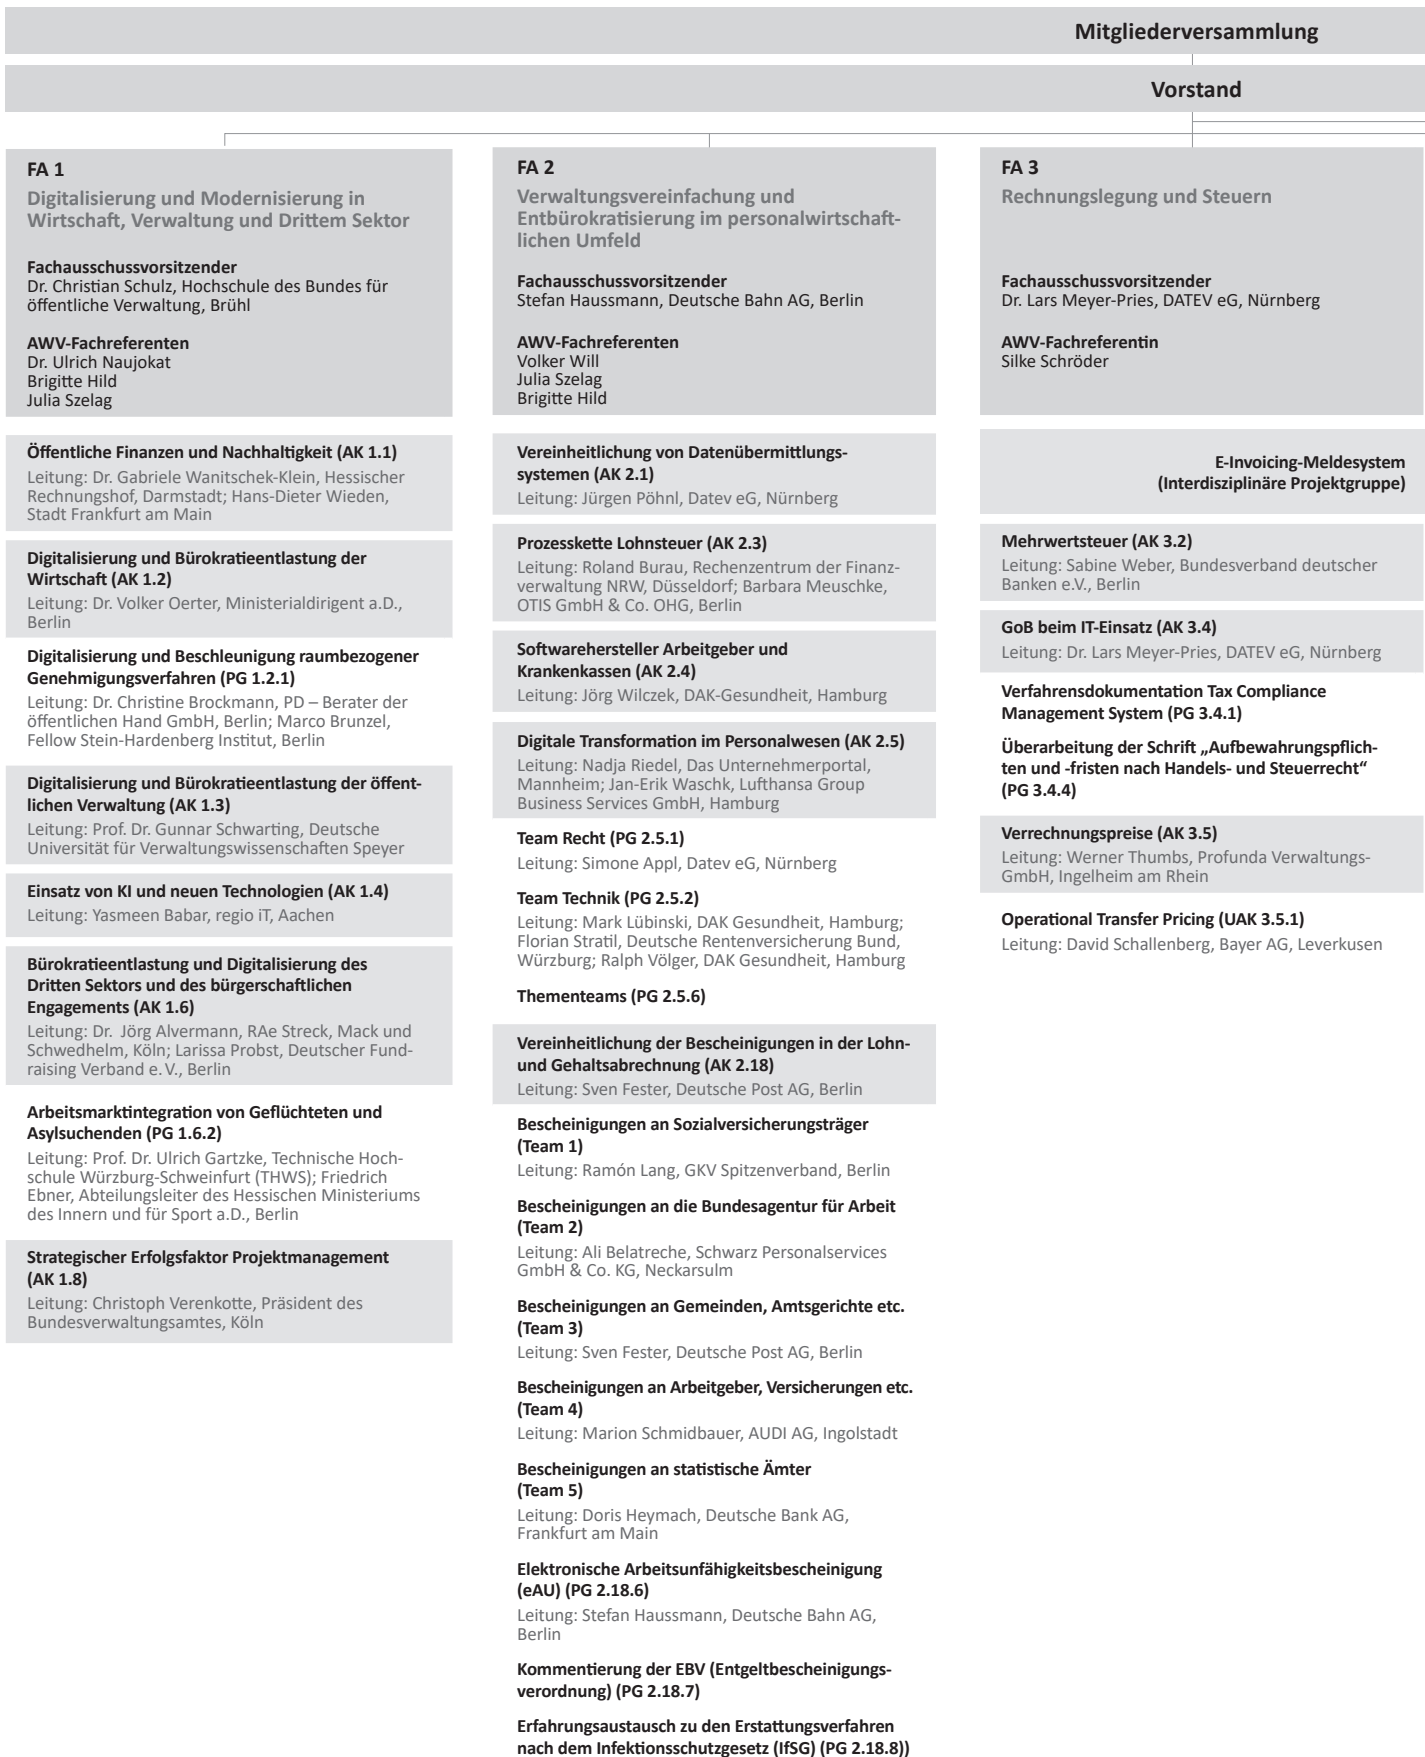 Mitgliederversammlung
Vorstand
FA 1
Digitalisierung und Modernisierung in
Wirtschaft, Verwaltung und Drittem Sektor
Fachausschussvorsitzender
Dr. Christian Schulz, Hochschule des Bundes für
öffentliche Verwaltung, Brühl
AWV-Fachreferenten
Dr. Ulrich Naujokat
Brigitte Hild
Julia Szelag
Öffentliche Finanzen und Nachhaltigkeit (AK 1.1)
Leitung: Dr. Gabriele Wanitschek-Klein, Hessischer
Rechnungshof, Darmstadt; Hans-Dieter Wieden,
Stadt Frankfurt am Main
Digitalisierung und Bürokratieentlastung der
Wirtschaft (AK 1.2)
Leitung: Dr. Volker Oerter, Ministerialdirigent a.D.,
Berlin
Digitalisierung und Beschleunigung raumbezogener
Genehmigungsverfahren (PG 1.2.1)
Leitung: Dr. Christine Brockmann, PD – Berater der
öffentlichen Hand GmbH, Berlin; Marco Brunzel,
Fellow Stein-Hardenberg Institut, Berlin
Digitalisierung und Bürokratieentlastung der öffent-
lichen Verwaltung (AK 1.3)
Leitung: Prof. Dr. Gunnar Schwarting, Deutsche
Universität für Verwaltungswissenschaften Speyer
Einsatz von KI und neuen Technologien (AK 1.4)
Leitung: Yasmeen Babar, regio iT, Aachen
Bürokratieentlastung und Digitalisierung des
Dritten Sektors und des bürgerschaftlichen
Engagements (AK 1.6)
Leitung: Dr. Jörg Alvermann, RAe Streck, Mack und
Schwedhelm, Köln; Larissa Probst, Deutscher Fund-
raising Verband e. V., Berlin
Arbeitsmarktintegration von Geflüchteten und
Asylsuchenden (PG 1.6.2)
Leitung: Prof. Dr. Ulrich Gartzke, Technische Hoch-
schule Würzburg-Schweinfurt (THWS); Friedrich
Ebner, Abteilungsleiter des Hessischen Ministeriums
des Innern und für Sport a.D., Berlin
Strategischer Erfolgsfaktor Projektmanagement
(AK 1.8)
Leitung: Christoph Verenkotte, Präsident des
Bundesverwaltungsamtes, Köln
FA 2
Verwaltungsvereinfachung und
Entbürokratisierung im personalwirtschaft-
lichen Umfeld
Fachausschussvorsitzender
Stefan Haussmann, Deutsche Bahn AG, Berlin
AWV-Fachreferenten
Volker Will
Julia Szelag
Brigitte Hild
Vereinheitlichung von Datenübermittlungs-
systemen (AK 2.1)
Leitung: Jürgen Pöhnl, Datev eG, Nürnberg
Prozesskette Lohnsteuer (AK 2.3)
Leitung: Roland Burau, Rechenzentrum der Finanz-
verwaltung NRW, Düsseldorf; Barbara Meuschke,
OTIS GmbH & Co. OHG, Berlin
Softwarehersteller Arbeitgeber und
Krankenkassen (AK 2.4)
Leitung: Jörg Wilczek, DAK-Gesundheit, Hamburg
Digitale Transformation im Personalwesen (AK 2.5)
Leitung: Nadja Riedel, Das Unternehmerportal,
Mannheim; Jan-Erik Waschk, Lufthansa Group
Business Services GmbH, Hamburg
Team Recht (PG 2.5.1)
Leitung: Simone Appl, Datev eG, Nürnberg
Team Technik (PG 2.5.2)
Leitung: Mark Lübinski, DAK Gesundheit, Hamburg;
Florian Stratil, Deutsche Rentenversicherung Bund,
Würzburg; Ralph Völger, DAK Gesundheit, Hamburg
Thementeams (PG 2.5.6)
Vereinheitlichung der Bescheinigungen in der Lohn-
und Gehaltsabrechnung (AK 2.18)
Leitung: Sven Fester, Deutsche Post AG, Berlin
Bescheinigungen an Sozialversicherungsträger
(Team 1)
Leitung: Ramón Lang, GKV Spitzenverband, Berlin
Bescheinigungen an die Bundesagentur für Arbeit
(Team 2)
Leitung: Ali Belatreche, Schwarz Personalservices
GmbH & Co. KG, Neckarsulm
Bescheinigungen an Gemeinden, Amtsgerichte etc.
(Team 3)
Leitung: Sven Fester, Deutsche Post AG, Berlin
Bescheinigungen an Arbeitgeber, Versicherungen etc.
(Team 4)
Leitung: Marion Schmidbauer, AUDI AG, Ingolstadt
Bescheinigungen an statistische Ämter
(Team 5)
Leitung: Doris Heymach, Deutsche Bank AG,
Frankfurt am Main
Elektronische Arbeitsunfähigkeitsbescheinigung
(eAU) (PG 2.18.6)
Leitung: Stefan Haussmann, Deutsche Bahn AG,
Berlin
Kommentierung der EBV (Entgeltbescheinigungs-
verordnung) (PG 2.18.7)
Erfahrungsaustausch zu den Erstattungsverfahren
nach dem Infektionsschutzgesetz (IfSG) (PG 2.18.8))
FA 3
Rechnungslegung und Steuern
Fachausschussvorsitzender
Dr. Lars Meyer-Pries, DATEV eG, Nürnberg
AWV-Fachreferentin
Silke Schröder
E-Invoicing-Meldesystem
(Interdisziplinäre Projektgruppe)
Mehrwertsteuer (AK 3.2)
Leitung: Sabine Weber, Bundesverband deutscher
Banken e.V., Berlin
GoB beim IT-Einsatz (AK 3.4)
Leitung: Dr. Lars Meyer-Pries, DATEV eG, Nürnberg
Verfahrensdokumentation Tax Compliance
Management System (PG 3.4.1)
Überarbeitung der Schrift „Aufbewahrungspflich-
ten und -fristen nach Handels- und Steuerrecht“
(PG 3.4.4)
Verrechnungspreise (AK 3.5)
Leitung: Werner Thumbs, Profunda Verwaltungs-
GmbH, Ingelheim am Rhein
Operational Transfer Pricing (UAK 3.5.1)
Leitung: David Schallenberg, Bayer AG, Leverkusen